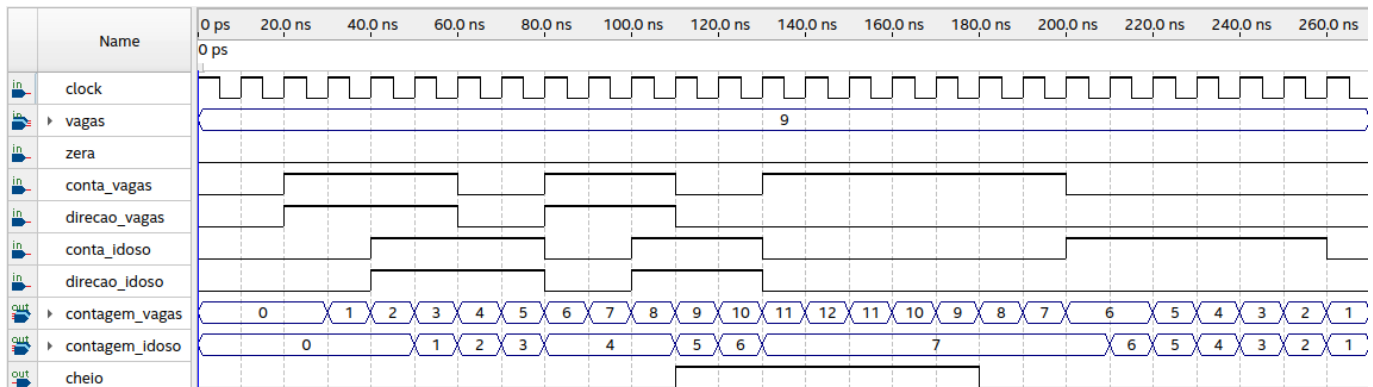 Name 0 ps 20.0 ns 40.0 ns 60.0 ns 80.0 ns 100.0 ns 120.0 ns 140.0 ns 160.0 ns 180.0 ns 200.0 ns 220.0 ns 240.0 ns 260.0 ns
0 ps
in clock
in vagas 9
in zera
in conta_vagas
in direcao_vagas
in conta_idoso
in direcao_idoso
out contagem_vagas 0 1 2 3 4 5 6 7 8 9 10 11 12 11 10 9 8 7 6 5 4 3 2 1
out contagem_idoso 0 1 2 3 4 5 6 7 6 5 4 3 2 1
out cheio